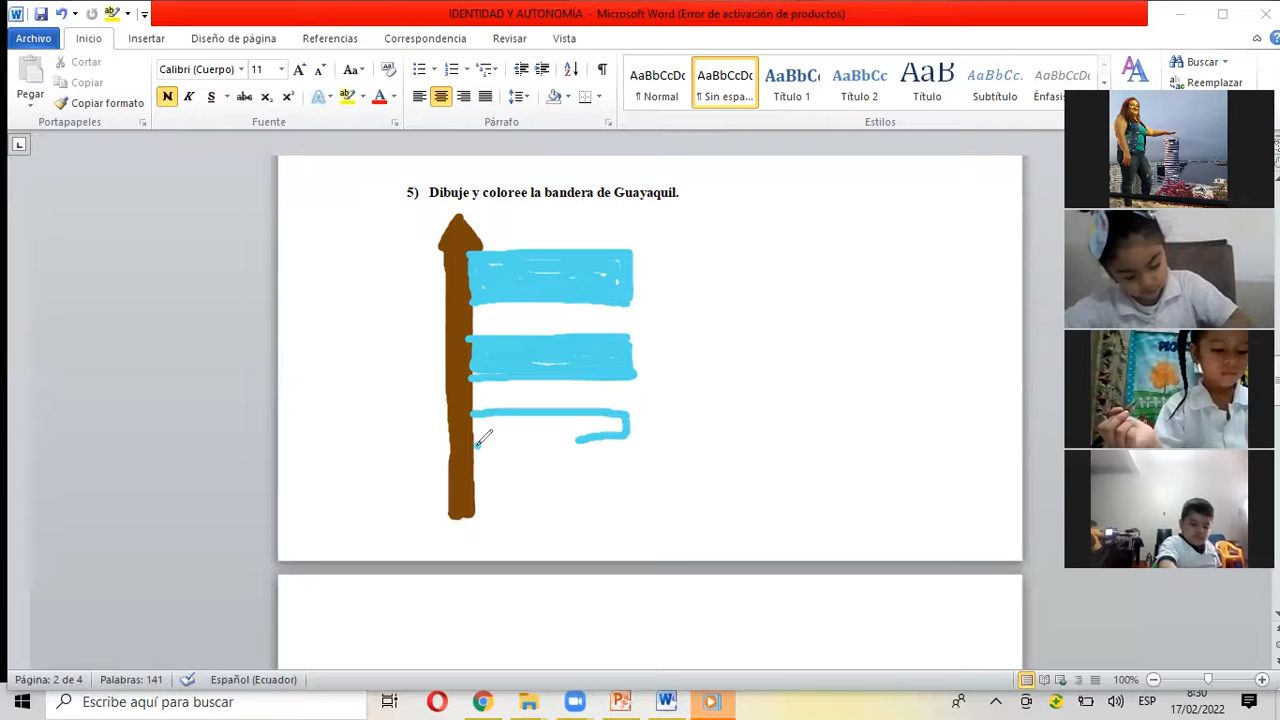 IDENTIDAD Y AUTONOMÍA - Microsoft Word (Error de activación de productos)
Archivo Inicio Insertar Diseño de página Referencias Correspondencia Revisar Vista
Pegar
Cortar
Copiar
Copiar formato
Portapapeles
Calibri (Cuerpo) 11
N K S abc x₂ x²
Fuente
Párrafo
AaBbCcDc AaBbCcDc AaBbCc AaBbCc AaB AaBbCc AaBbCcDc
¶ Normal ¶ Sin espa... Título 1 Título 2 Título Subtítulo Énfasis
Estilos
Buscar
Reemplazar
5) Dibuje y coloree la bandera de Guayaquil.
Página: 2 de 4 Palabras: 141 Español (Ecuador) 100%
Escribe aquí para buscar
ESP
8:30
17/02/2022